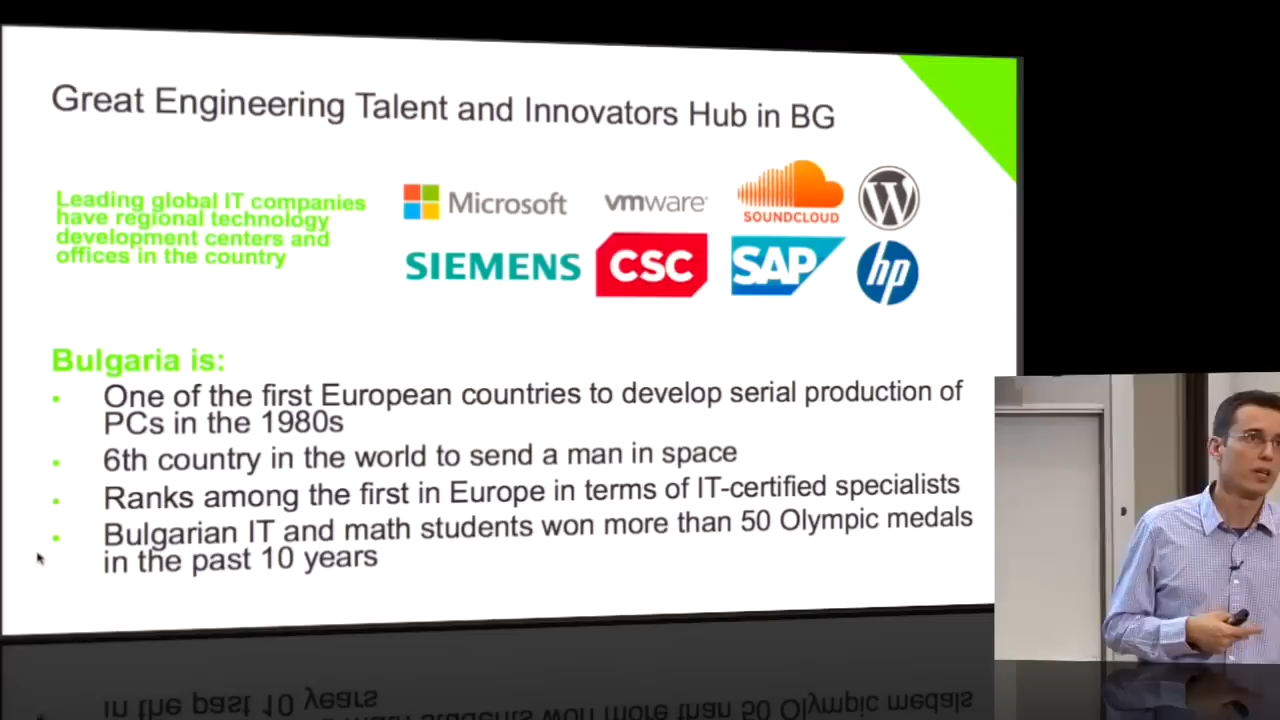 Great Engineering Talent and Innovators Hub in BG
Leading global IT companies
have regional technology
development centers and
offices in the country
Microsoft
vmware
SOUNDCLOUD
W
SIEMENS
CSC
SAP
hp
Bulgaria is:
One of the first European countries to develop serial production of
PCs in the 1980s
6th country in the world to send a man in space
Ranks among the first in Europe in terms of IT-certified specialists
Bulgarian IT and math students won more than 50 Olympic medals
in the past 10 years